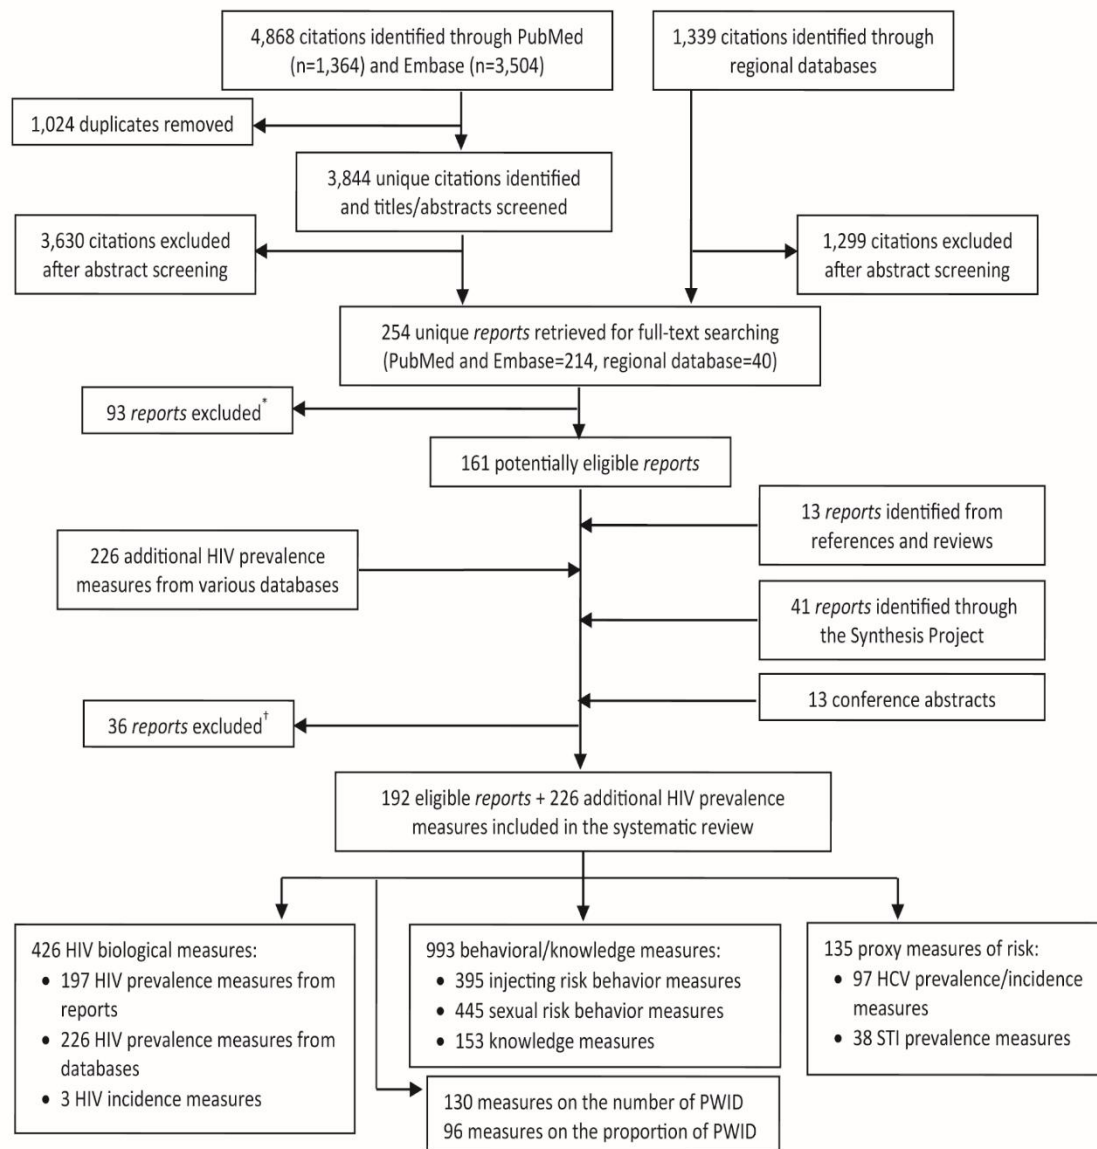 4,868 citations identified through PubMed
(n=1,364) and Embase (n=3,504)
1,339 citations identified through
regional databases
1,024 duplicates removed
3,844 unique citations identified
and titles/abstracts screened
3,630 citations excluded
after abstract screening
1,299 citations excluded
after abstract screening
254 unique reports retrieved for full-text searching
(PubMed and Embase=214, regional database=40)
93 reports excluded*
161 potentially eligible reports
13 reports identified from
references and reviews
226 additional HIV prevalence
measures from various databases
41 reports identified through
the Synthesis Project
13 conference abstracts
36 reports excluded†
192 eligible reports + 226 additional HIV prevalence
measures included in the systematic review
426 HIV biological measures:
• 197 HIV prevalence measures from
reports
• 226 HIV prevalence measures from
databases
• 3 HIV incidence measures
993 behavioral/knowledge measures:
• 395 injecting risk behavior measures
• 445 sexual risk behavior measures
• 153 knowledge measures
135 proxy measures of risk:
• 97 HCV prevalence/incidence
measures
• 38 STI prevalence measures
130 measures on the number of PWID
96 measures on the proportion of PWID